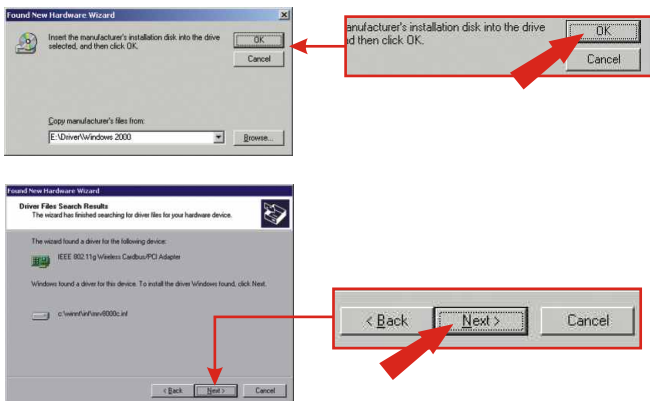 Found New Hardware Wizard
Insert the manufacturer's installation disk into the drive
selected, and then click OK.
OK
Cancel
Copy manufacturer's files from:
E:\Driver\Windows 2000
Browse...
anufacturer's installation disk into the drive
d then click OK.
OK
Cancel
Found New Hardware Wizard
Driver Files Search Results
The wizard has finished searching for driver files for your hardware device.
The wizard found a driver for the following device:
IEEE 802.11g Wireless Cardbus/PCI Adapter
Windows found a driver for this device. To install the driver Windows found, click Next.
c:\winnt\inf\mrv8000c.inf
< Back
Next >
Cancel
< Back
Next >
Cancel